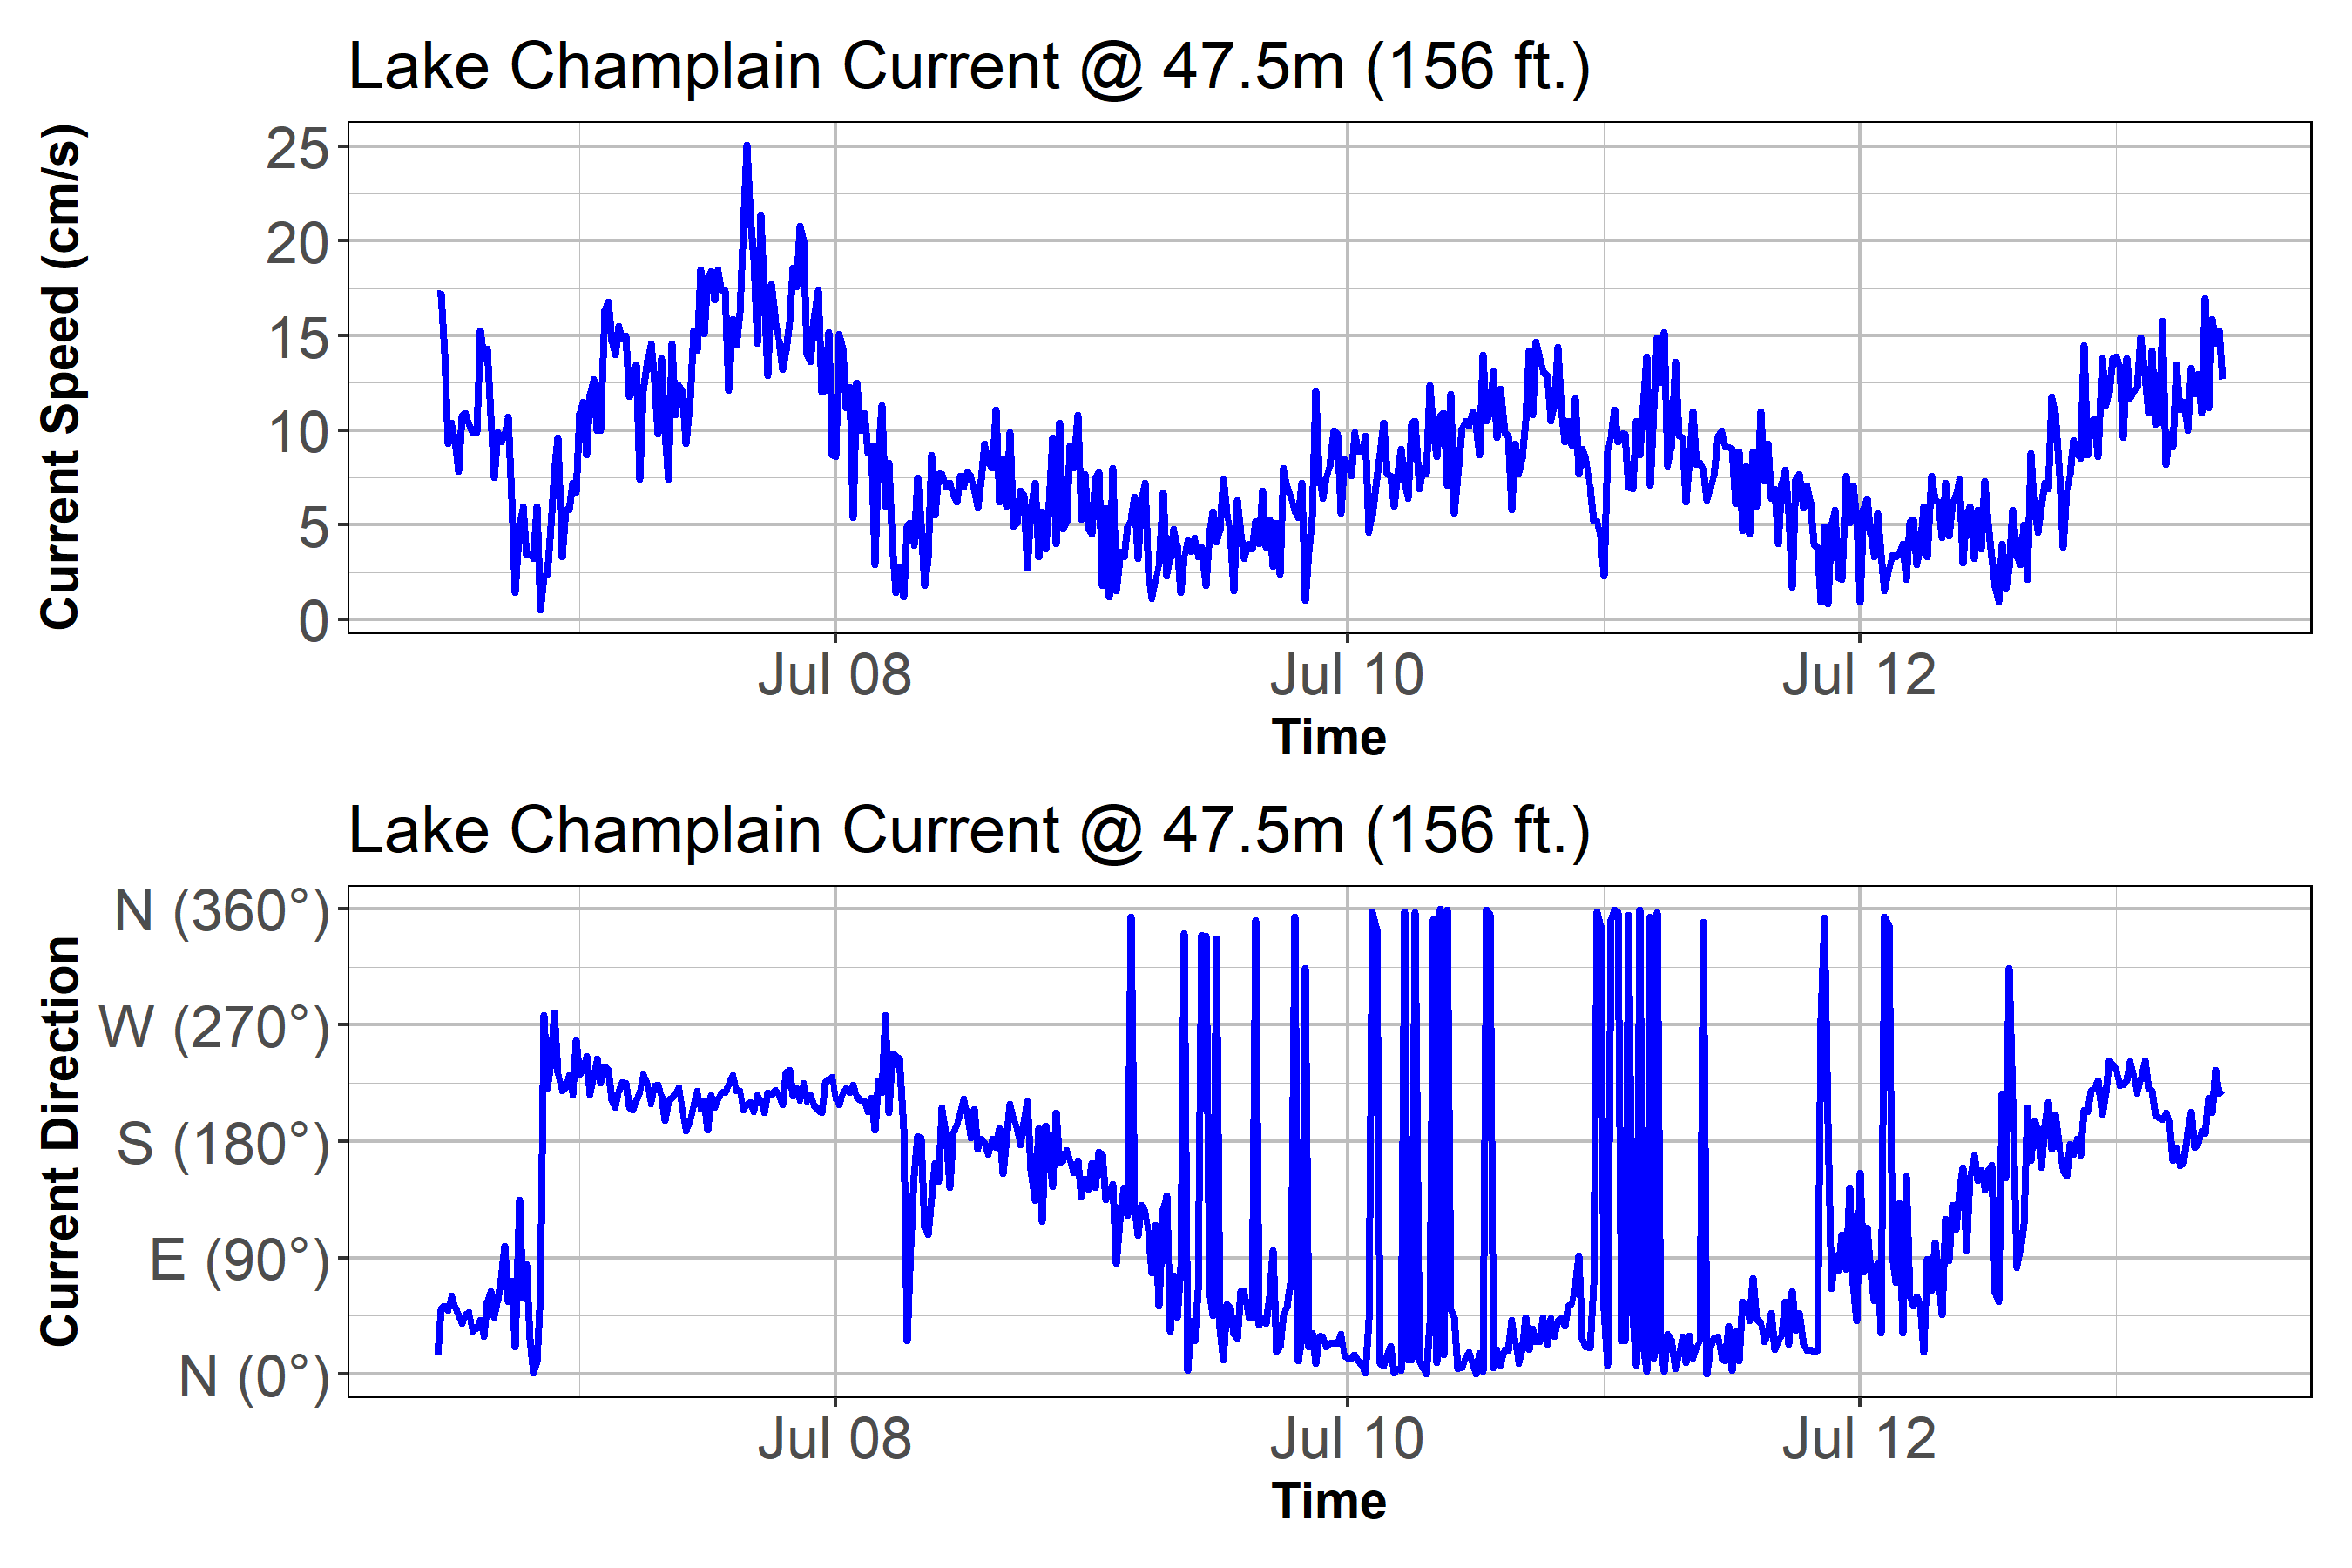 Lake Champlain Current @ 47.5m (156 ft.)
Current Speed (cm/s)
25
20
15
10
5
0
Jul 08 Jul 10 Jul 12
Time
Lake Champlain Current @ 47.5m (156 ft.)
Current Direction
N (360°)
W (270°)
S (180°)
E (90°)
N (0°)
Jul 08 Jul 10 Jul 12
Time